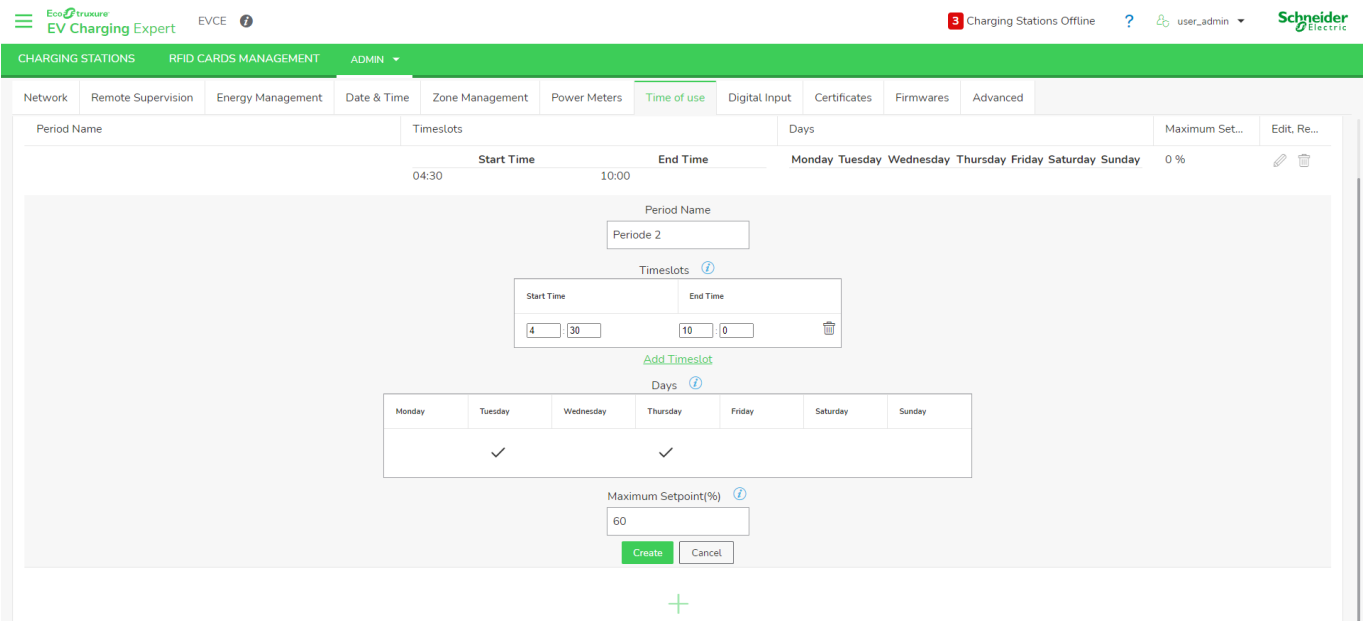 EcoStruxure
EV Charging Expert
EVCE
3 Charging Stations Offline
?
user_admin
Schneider
Electric
CHARGING STATIONS RFID CARDS MANAGEMENT ADMIN
Network Remote Supervision Energy Management Date & Time Zone Management Power Meters Time of use Digital Input Certificates Firmwares Advanced
Period Name Timeslots Days Maximum Set... Edit, Re...
Start Time End Time Monday Tuesday Wednesday Thursday Friday Saturday Sunday 0 %
04:30 10:00
Period Name
Periode 2
Timeslots i
Start Time End Time
4 : 30 10 : 0
Add Timeslot
Days i
Monday Tuesday Wednesday Thursday Friday Saturday Sunday
Maximum Setpoint(%) i
60
Create Cancel